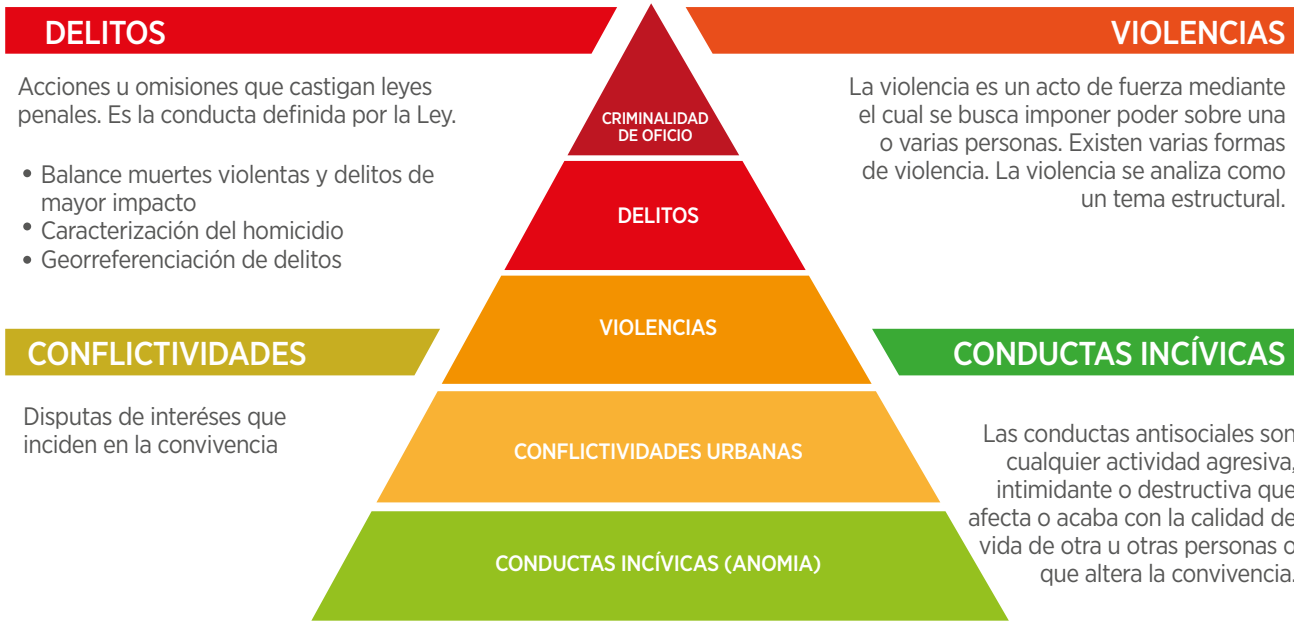 DELITOS
Acciones u omisiones que castigan leyes
penales. Es la conducta definida por la Ley.
• Balance muertes violentas y delitos de
mayor impacto
• Caracterización del homicidio
• Georreferenciación de delitos
VIOLENCIAS
La violencia es un acto de fuerza mediante
el cual se busca imponer poder sobre una
o varias personas. Existen varias formas
de violencia. La violencia se analiza como
un tema estructural.
CRIMINALIDAD
DE OFICIO
DELITOS
VIOLENCIAS
CONFLICTIVIDADES URBANAS
CONDUCTAS INCÍVICAS (ANOMIA)
CONFLICTIVIDADES
Disputas de interéses que
inciden en la convivencia
CONDUCTAS INCÍVICAS
Las conductas antisociales son
cualquier actividad agresiva,
intimidante o destructiva que
afecta o acaba con la calidad de
vida de otra u otras personas o
que altera la convivencia.